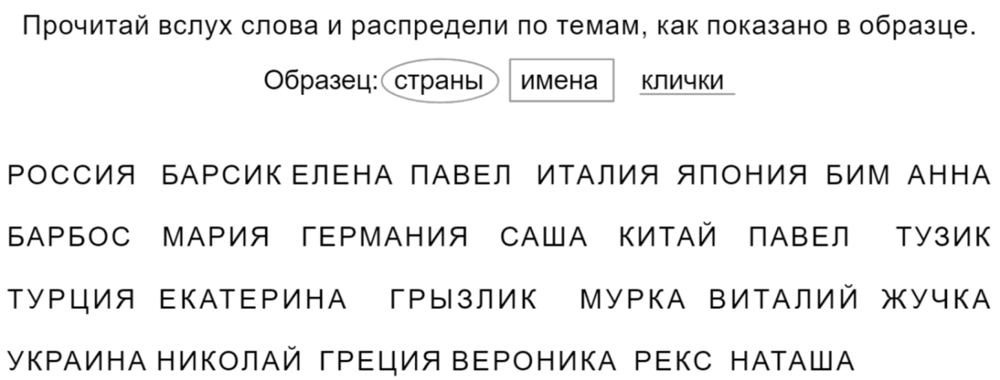 Прочитай вслух слова и распредели по темам, как показано в образце.
Образец: страны имена клички
РОССИЯ БАРСИК ЕЛЕНА ПАВЕЛ ИТАЛИЯ ЯПОНИЯ БИМ АННА
БАРБОС МАРИЯ ГЕРМАНИЯ САША КИТАЙ ПАВЕЛ ТУЗИК
ТУРЦИЯ ЕКАТЕРИНА ГРЫЗЛИК МУРКА ВИТАЛИЙ ЖУЧКА
УКРАИНА НИКОЛАЙ ГРЕЦИЯ ВЕРОНИКА РЕКС НАТАША